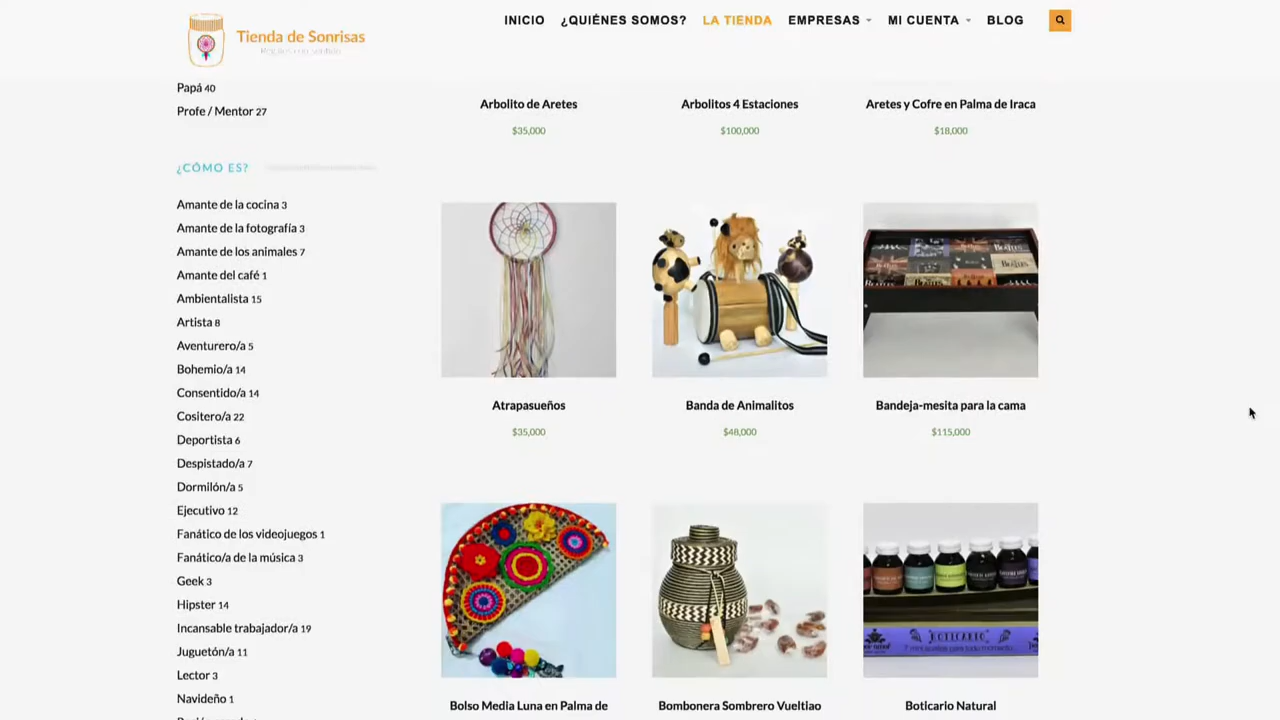 Tienda de Sonrisas
INICIO
¿QUIÉNES SOMOS?
LA TIENDA
EMPRESAS
MI CUENTA
BLOG
Papá 40
Profe / Mentor 27
¿CÓMO ES?
Amante de la cocina 3
Amante de la fotografía 3
Amante de los animales 7
Amante del café 1
Ambientalista 15
Artista 8
Aventurero/a 5
Bohemio/a 14
Consentido/a 14
Cositero/a 22
Deportista 6
Despistado/a 7
Dormilón/a 5
Ejecutivo 12
Fanático de los videojuegos 1
Fanático/a de la música 3
Geek 3
Hipster 14
Incansable trabajador/a 19
Juguetón/a 11
Lector 3
Navideño 1
Arbolito de Aretes
$35,000
Arbolitos 4 Estaciones
$100,000
Aretes y Cofre en Palma de Iraca
$18,000
Atrapasueños
$35,000
Banda de Animalitos
$48,000
Bandeja-mesita para la cama
$115,000
BOTICARIO
Bolso Media Luna en Palma de
Bombonera Sombrero Vueltiao
Boticario Natural